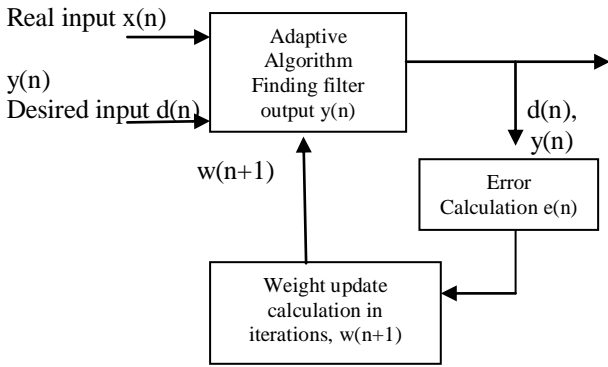 Real input x(n)
y(n)
Desired input d(n)
Adaptive
Algorithm
Finding filter
output y(n)
d(n),
y(n)
w(n+1)
Error
Calculation e(n)
Weight update
calculation in
iterations, w(n+1)